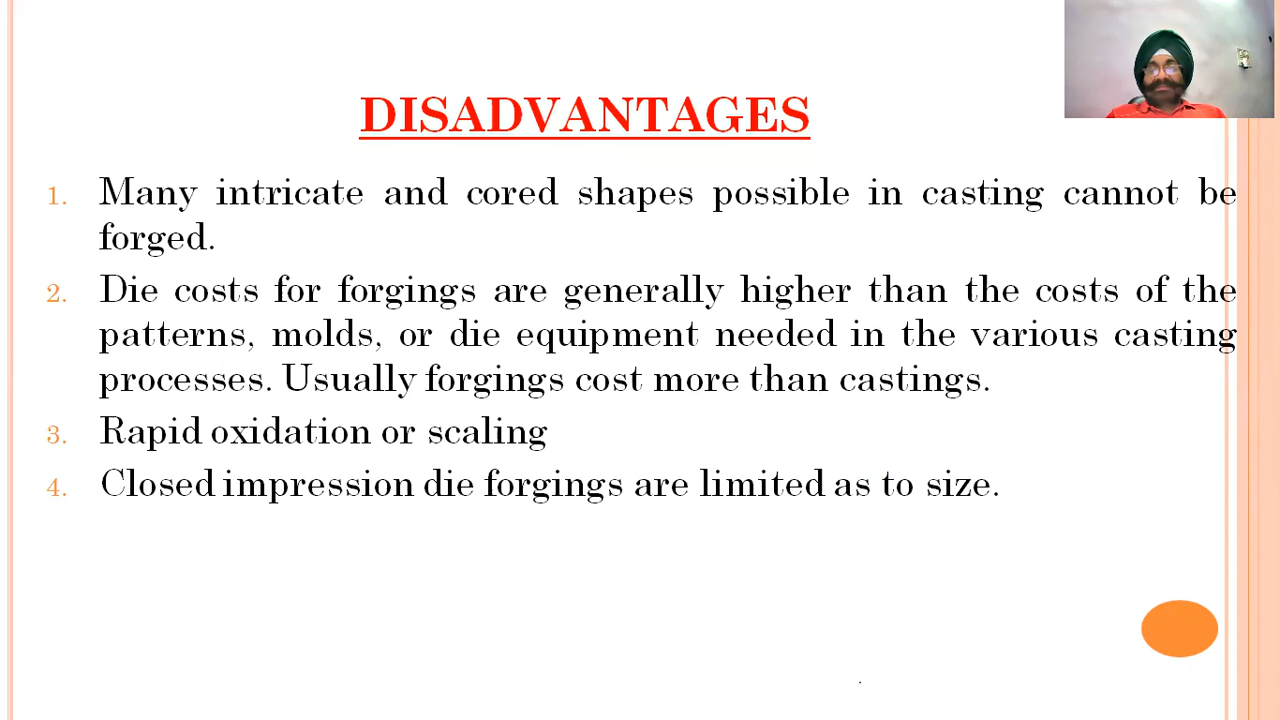 DISADVANTAGES
1. Many intricate and cored shapes possible in casting cannot be
forged.
2. Die costs for forgings are generally higher than the costs of the
patterns, molds, or die equipment needed in the various casting
processes. Usually forgings cost more than castings.
3. Rapid oxidation or scaling
4. Closed impression die forgings are limited as to size.